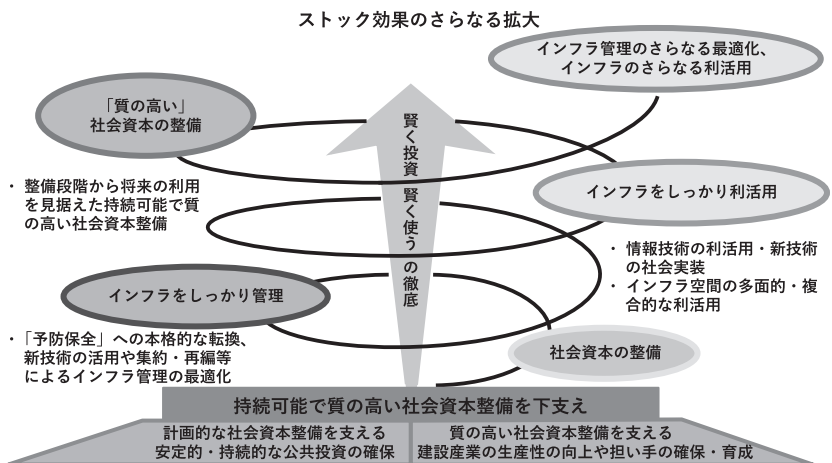 ストック効果のさらなる拡大
インフラ管理のさらなる最適化、
インフラのさらなる利活用
「質の高い」
社会資本の整備
賢く投資 賢く使う の徹底
・ 整備段階から将来の利用
を見据えた持続可能で質
の高い社会資本整備
インフラをしっかり利活用
・ 情報技術の利活用・新技術
の社会実装
・ インフラ空間の多面的・複
合的な利活用
インフラをしっかり管理
・「予防保全」への本格的な転換、
新技術の活用や集約・再編等
によるインフラ管理の最適化
社会資本の整備
持続可能で質の高い社会資本整備を下支え
計画的な社会資本整備を支える
安定的・持続的な公共投資の確保
質の高い社会資本整備を支える
建設産業の生産性の向上や担い手の確保・育成